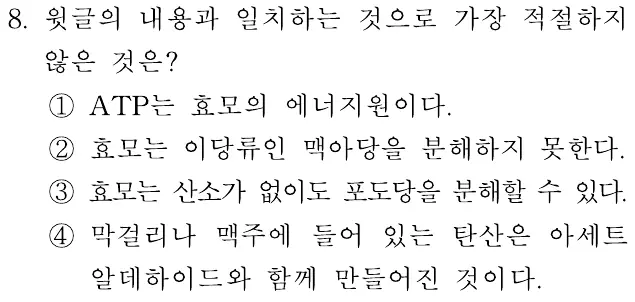 8. 윗글의 내용과 일치하는 것으로 가장 적절하지
않은 것은?
① ATP는 효모의 에너지원이다.
② 효모는 이당류인 맥아당을 분해하지 못한다.
③ 효모는 산소가 없이도 포도당을 분해할 수 있다.
④ 막걸리나 맥주에 들어 있는 탄산은 아세트
알데하이드와 함께 만들어진 것이다.